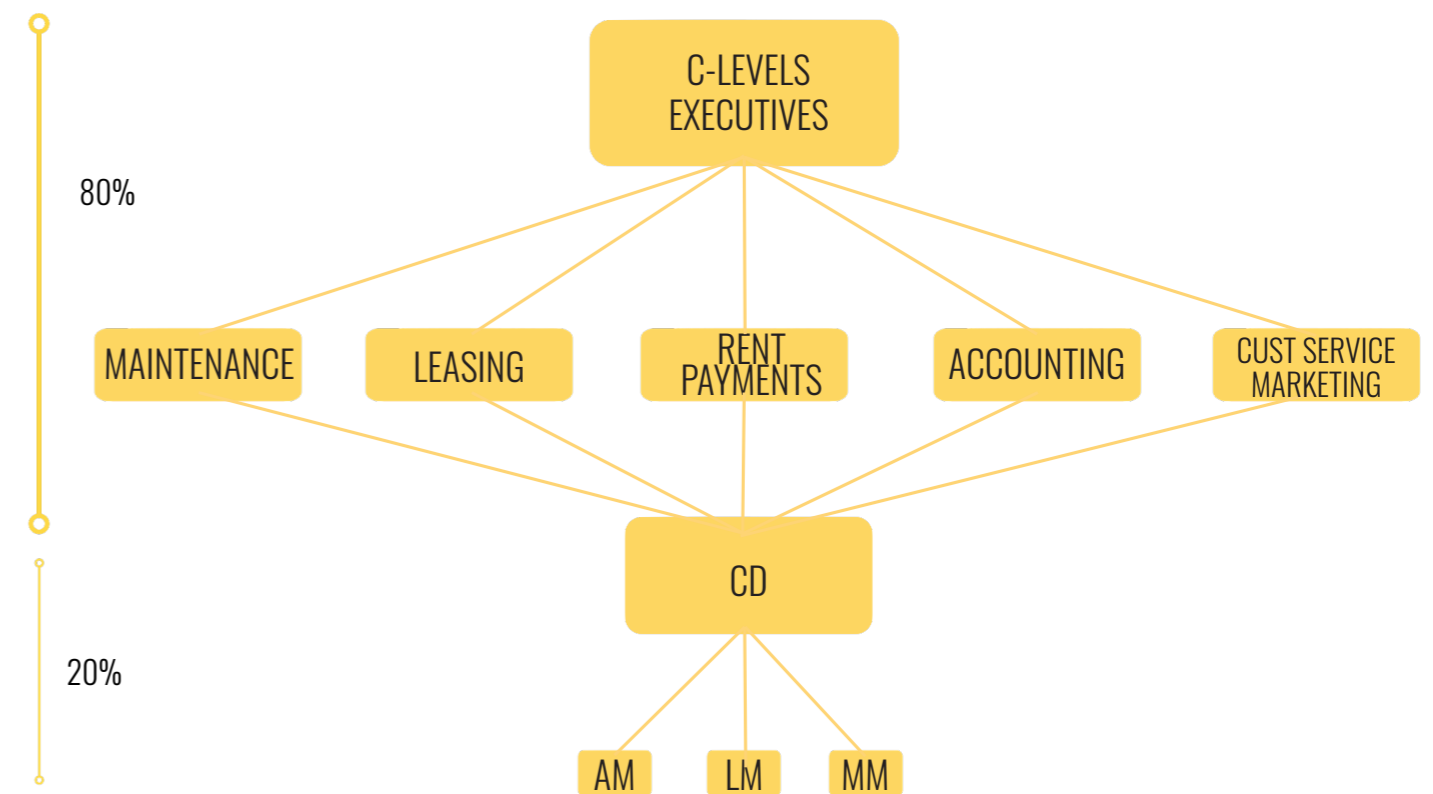 C-LEVELS
EXECUTIVES
80%
MAINTENANCE
LEASING
RENT
PAYMENTS
ACCOUNTING
CUST SERVICE
MARKETING
CD
20%
AM
LM
MM